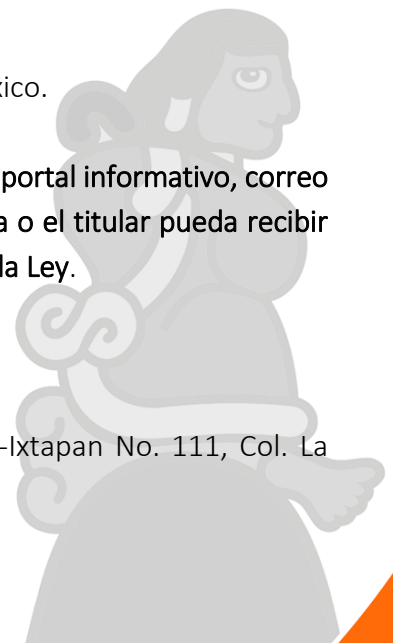 xico.
portal informativo, correo
a o el titular pueda recibir
la Ley.
-Ixtapan No. 111, Col. La